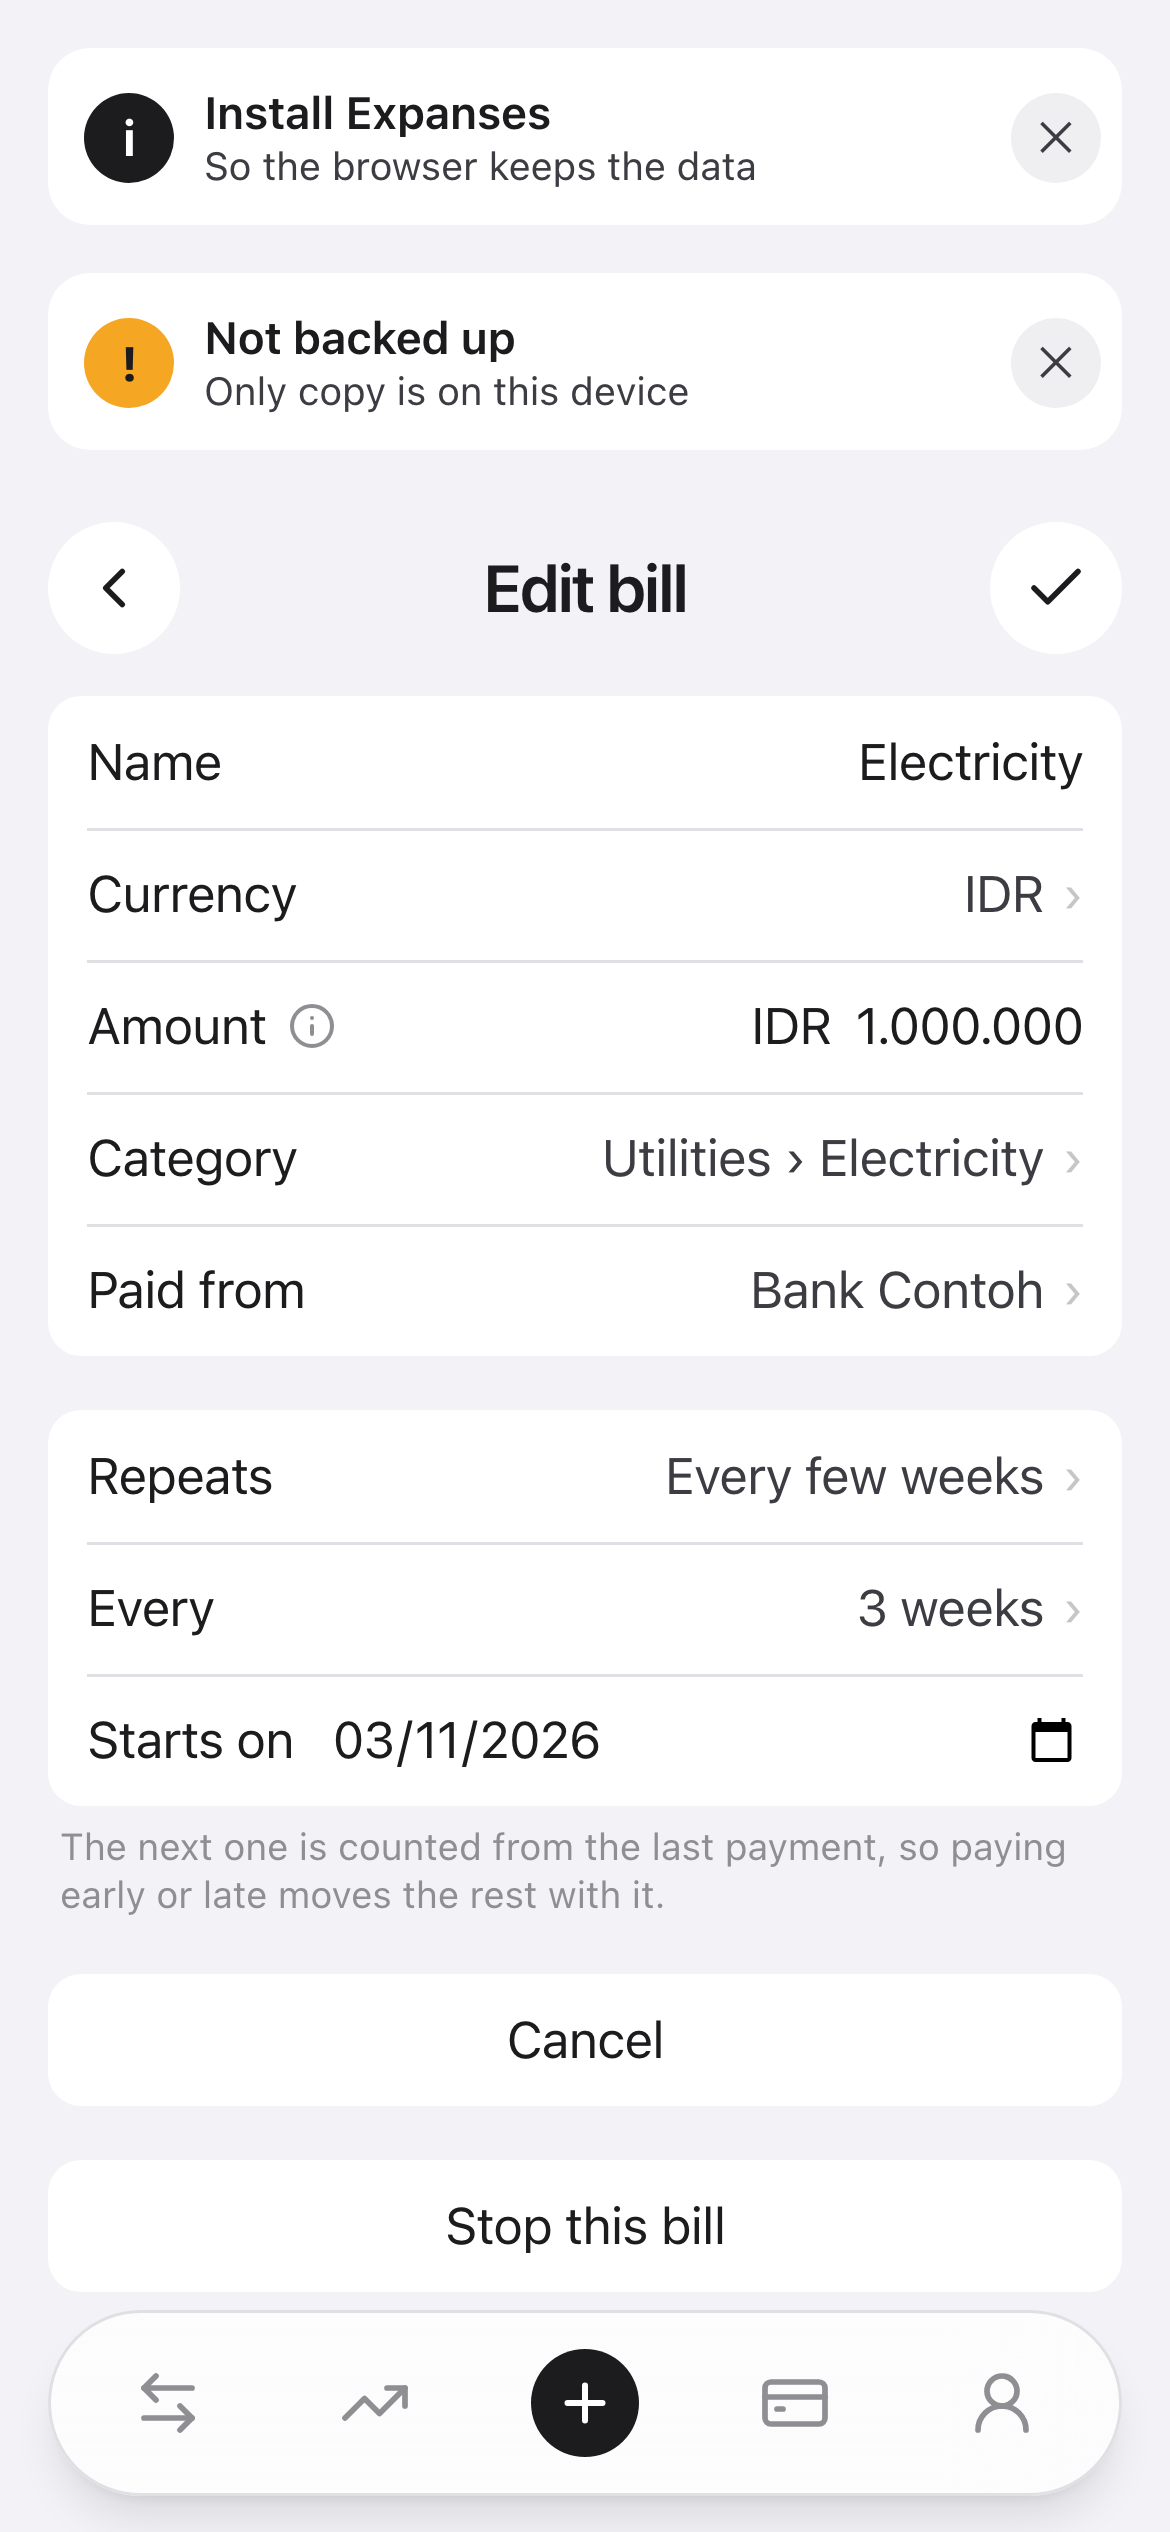 Install Expanses
So the browser keeps the data
Not backed up
Only copy is on this device
Edit bill
Name Electricity
Currency IDR ›
Amount IDR 1.000.000
Category Utilities › Electricity ›
Paid from Bank Contoh ›
Repeats Every few weeks ›
Every 3 weeks ›
Starts on 03/11/2026
The next one is counted from the last payment, so paying
early or late moves the rest with it.
Cancel
Stop this bill